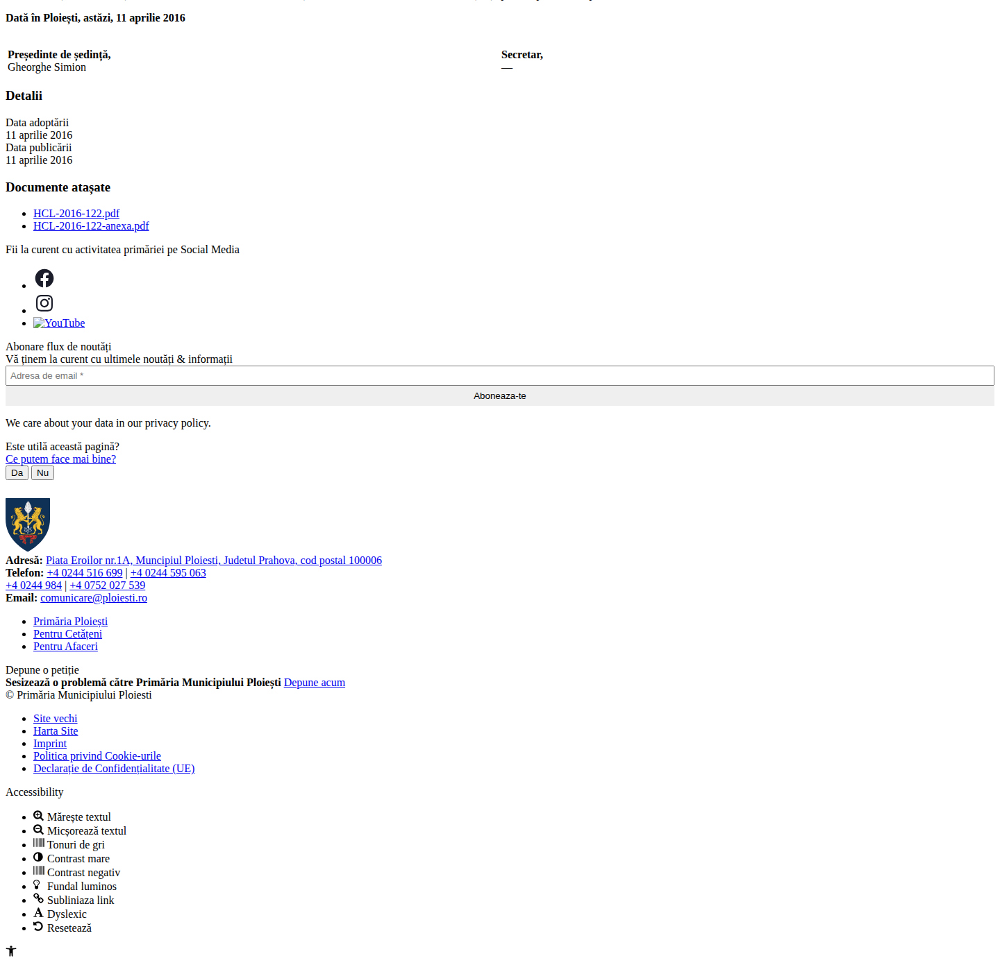 Dată în Ploiești, astăzi, 11 aprilie 2016
Președinte de ședință,
Gheorghe Simion
Secretar,
—
Detalii
Data adoptării
11 aprilie 2016
Data publicării
11 aprilie 2016
Documente atașate
HCL-2016-122.pdf
HCL-2016-122-anexa.pdf
Fii la curent cu activitatea primăriei pe Social Media
YouTube
Abonare flux de noutăți
Vă ținem la curent cu ultimele noutăți & informații
Adresa de email *
Aboneaza-te
We care about your data in our privacy policy.
Este utilă această pagină?
Ce putem face mai bine?
Da Nu
Adresă: Piata Eroilor nr.1A, Muncipiul Ploiesti, Judetul Prahova, cod postal 100006
Telefon: +4 0244 516 699 | +4 0244 595 063
+4 0244 984 | +4 0752 027 539
Email: comunicare@ploiesti.ro
Primăria Ploiești
Pentru Cetățeni
Pentru Afaceri
Depune o petiție
Sesizează o problemă către Primăria Municipiului Ploiești Depune acum
© Primăria Municipiului Ploiesti
Site vechi
Harta Site
Imprint
Politica privind Cookie-urile
Declarație de Confidențialitate (UE)
Accessibility
Mărește textul
Micșorează textul
Tonuri de gri
Contrast mare
Contrast negativ
Fundal luminos
Subliniaza link
Dyslexic
Resetează